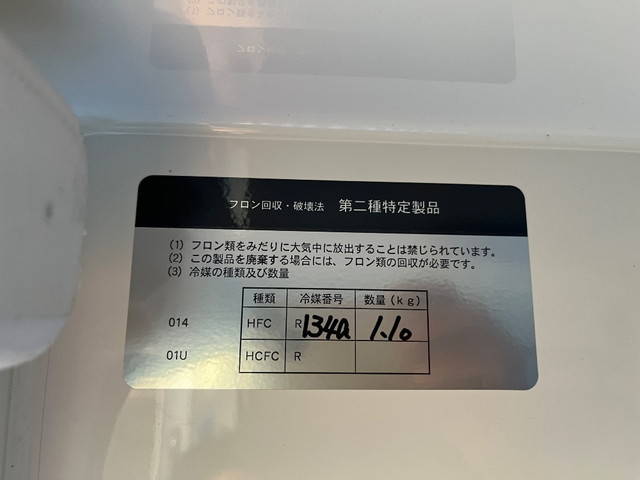 フロン回収・破壊法 第二種特定製品
(1) フロン類をみだりに大気中に放出することは禁じられています。
(2) この製品を廃棄する場合には、フロン類の回収が必要です。
(3) 冷媒の種類及び数量
種類 冷媒番号 数量(kg)
014 HFC R 134a 1.10
01U HCFC R